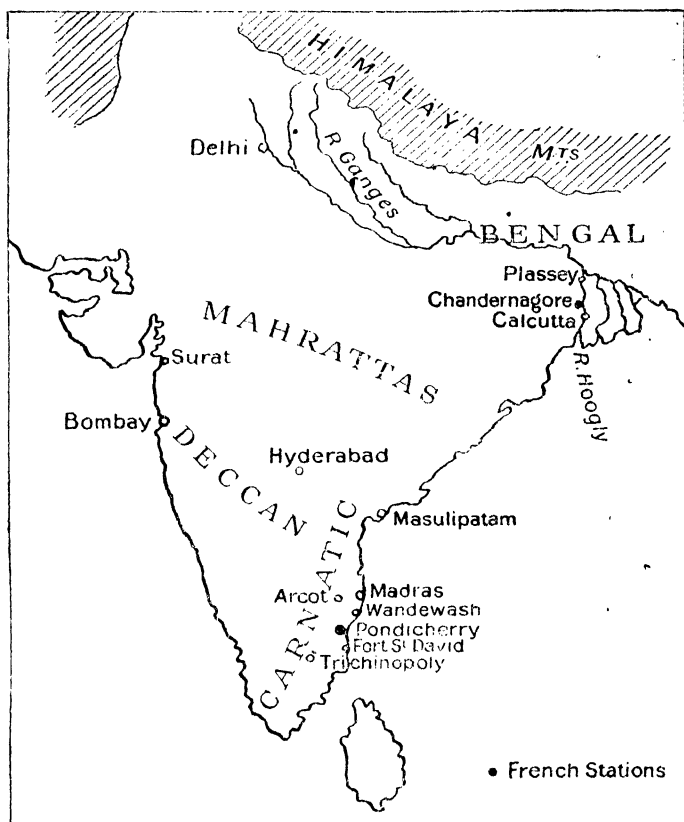 HIMALAYA MTS
Delhi
R Ganges
BENGAL
Plassey
Chandernagore
Calcutta
R. Hoogly
MAHRATTAS
Surat
Bombay
DECCAN
Hyderabad
Masulipatam
CARNATIC
Arcot
Madras
Wandewash
Pondicherry
Fort St David
Trichinopoly
• French Stations